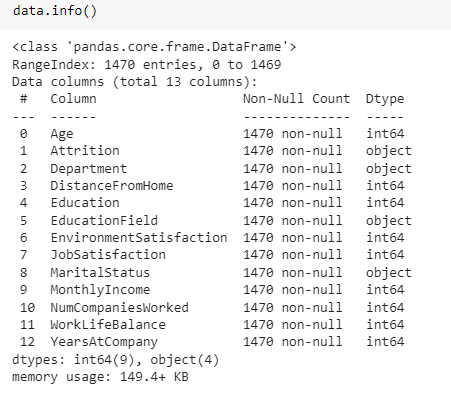 data.info()
<class 'pandas.core.frame.DataFrame'>
RangeIndex: 1470 entries, 0 to 1469
Data columns (total 13 columns):
 #   Column                   Non-Null Count  Dtype
---  ------                   --------------  -----
 0   Age                      1470 non-null   int64
 1   Attrition                1470 non-null   object
 2   Department               1470 non-null   object
 3   DistanceFromHome         1470 non-null   int64
 4   Education                1470 non-null   int64
 5   EducationField           1470 non-null   object
 6   EnvironmentSatisfaction  1470 non-null   int64
 7   JobSatisfaction          1470 non-null   int64
 8   MaritalStatus            1470 non-null   object
 9   MonthlyIncome            1470 non-null   int64
 10  NumCompaniesWorked       1470 non-null   int64
 11  WorkLifeBalance          1470 non-null   int64
 12  YearsAtCompany           1470 non-null   int64
dtypes: int64(9), object(4)
memory usage: 149.4+ KB